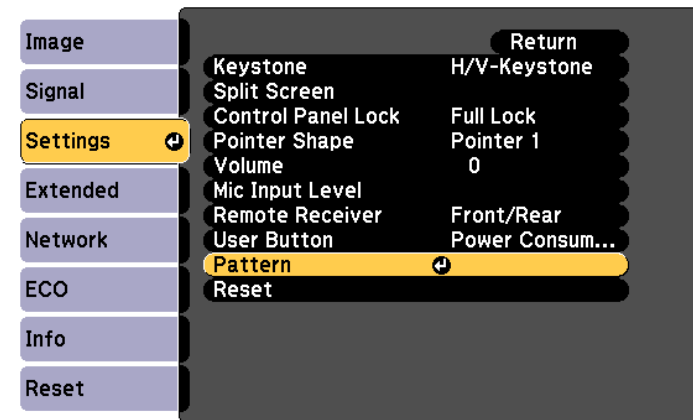 Image
Signal
Settings
Extended
Network
ECO
Info
Reset
Return
Keystone H/V-Keystone
Split Screen
Control Panel Lock Full Lock
Pointer Shape Pointer 1
Volume 0
Mic Input Level
Remote Receiver Front/Rear
User Button Power Consum...
Pattern
Reset